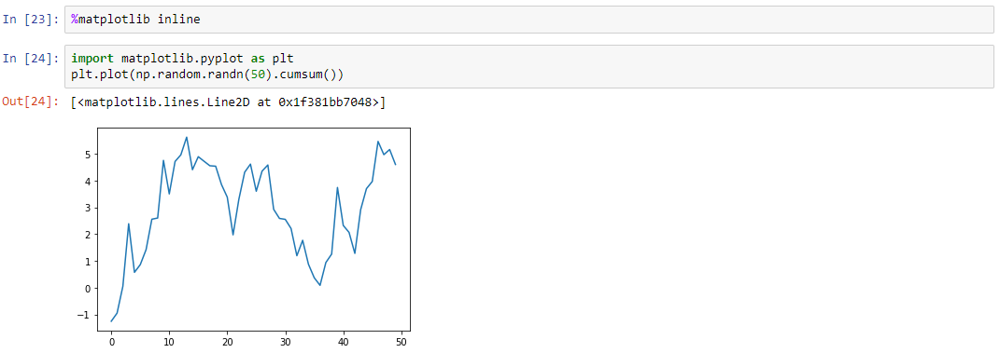 In [23]: %matplotlib inline
In [24]: import matplotlib.pyplot as plt
plt.plot(np.random.randn(50).cumsum())
Out[24]: [<matplotlib.lines.Line2D at 0x1f381bb7048>]
5
4
3
2
1
0
−1
0 10 20 30 40 50